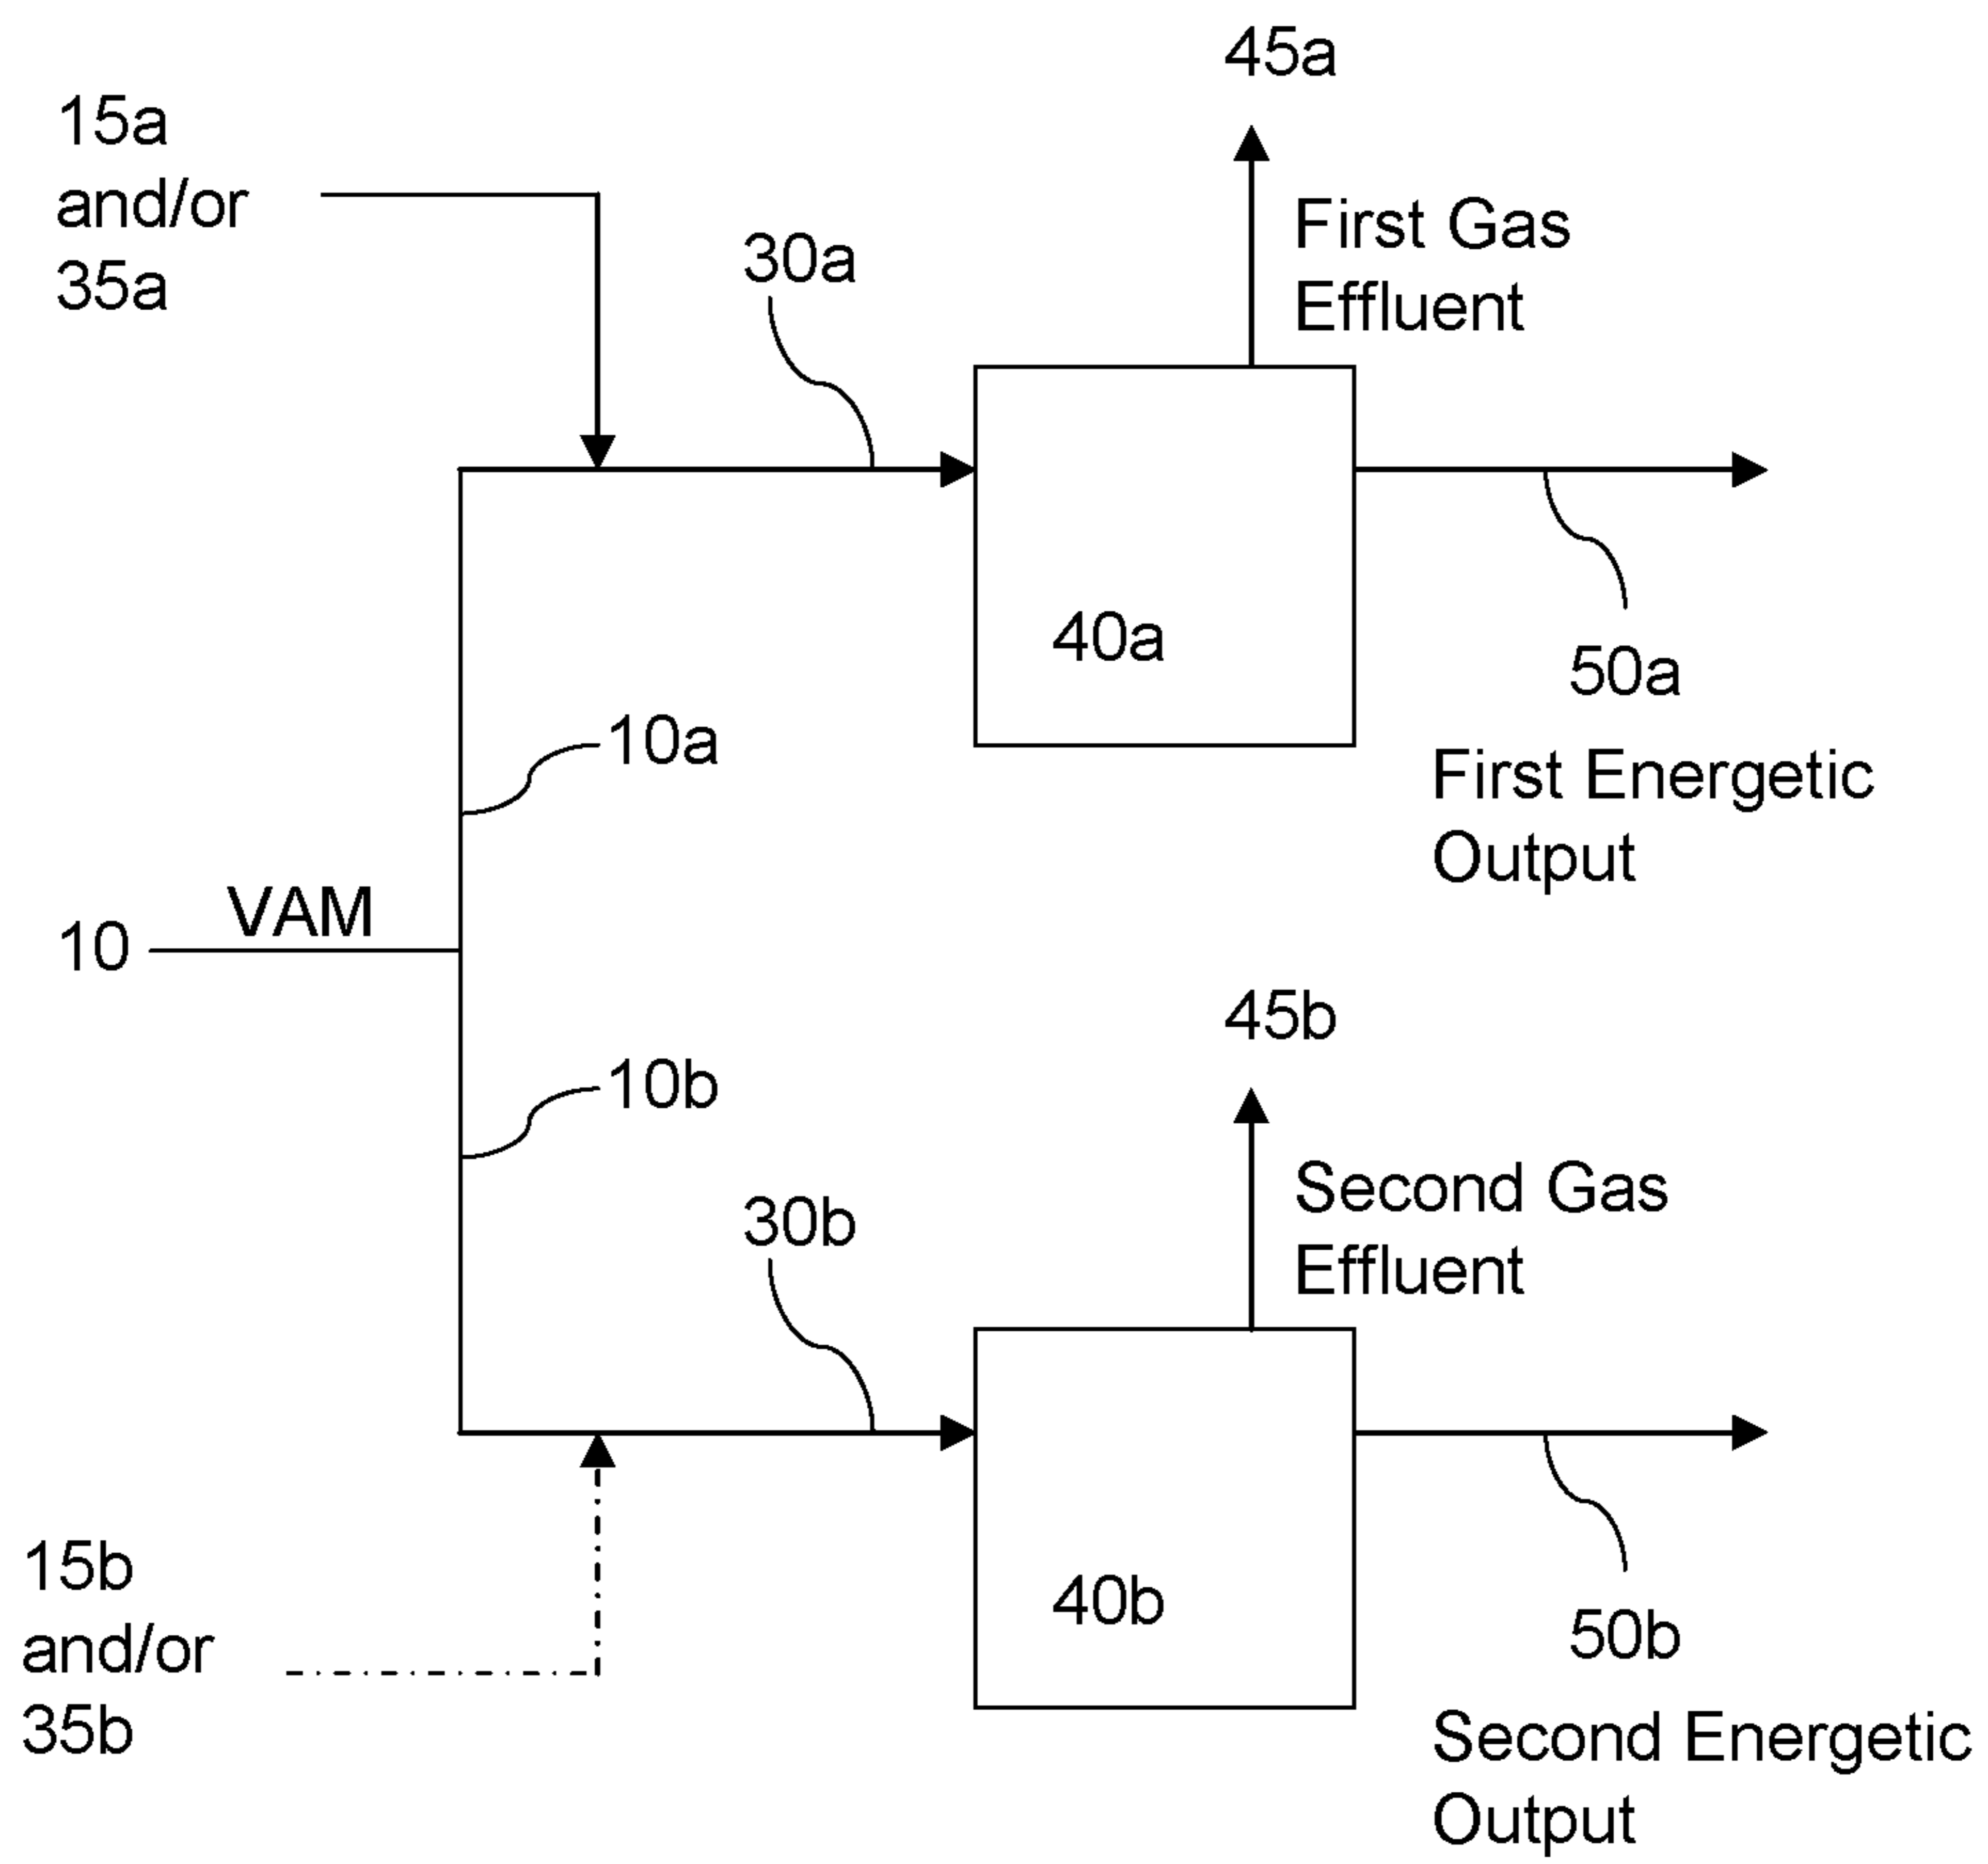 45a
15a
and/or
35a
First Gas
Effluent
30a
40a
50a
10a
First Energetic
Output
VAM
10
45b
10b
Second Gas
Effluent
30b
15b
and/or
35b
40b
50b
Second Energetic
Output